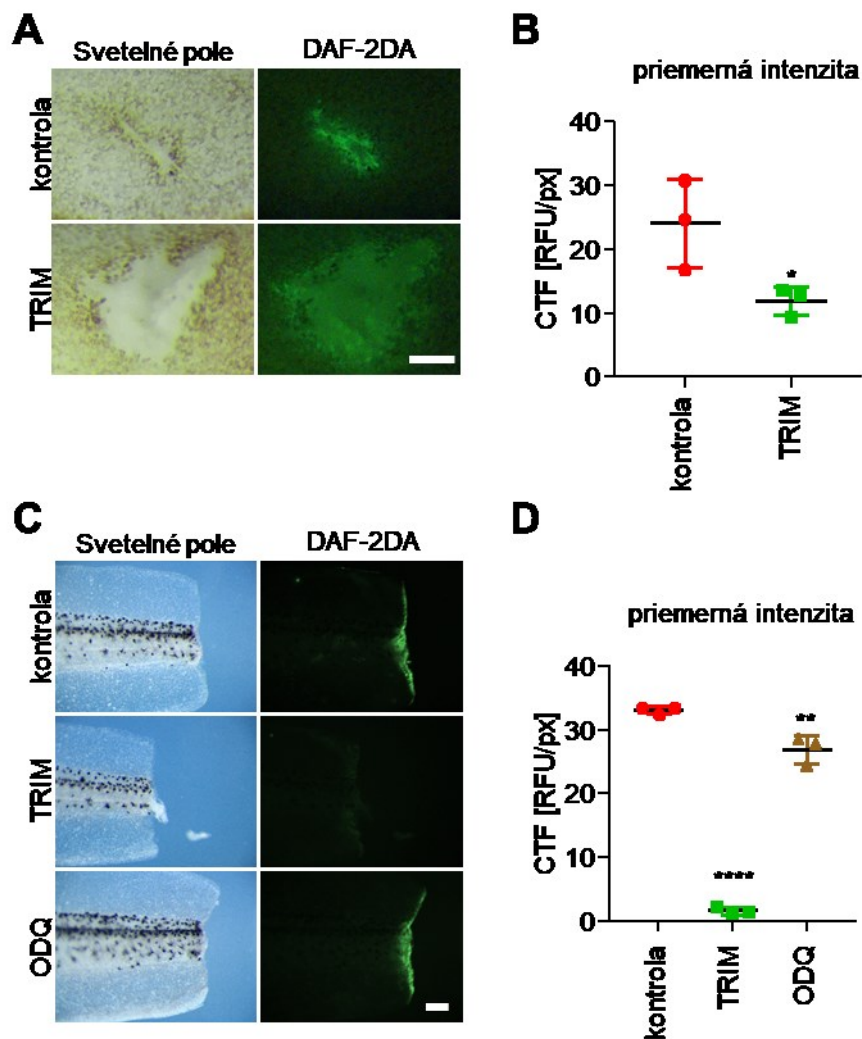 A
Svetelné pole DAF-2DA
kontrola
TRIM
B
priemerná intenzita
CTF [RFU/px]
40
30
20
10
0
*
kontrola
TRIM
C
Svetelné pole DAF-2DA
kontrola
TRIM
ODQ
D
priemerná intenzita
CTF [RFU/px]
40
30
20
10
0
****
**
kontrola
TRIM
ODQ